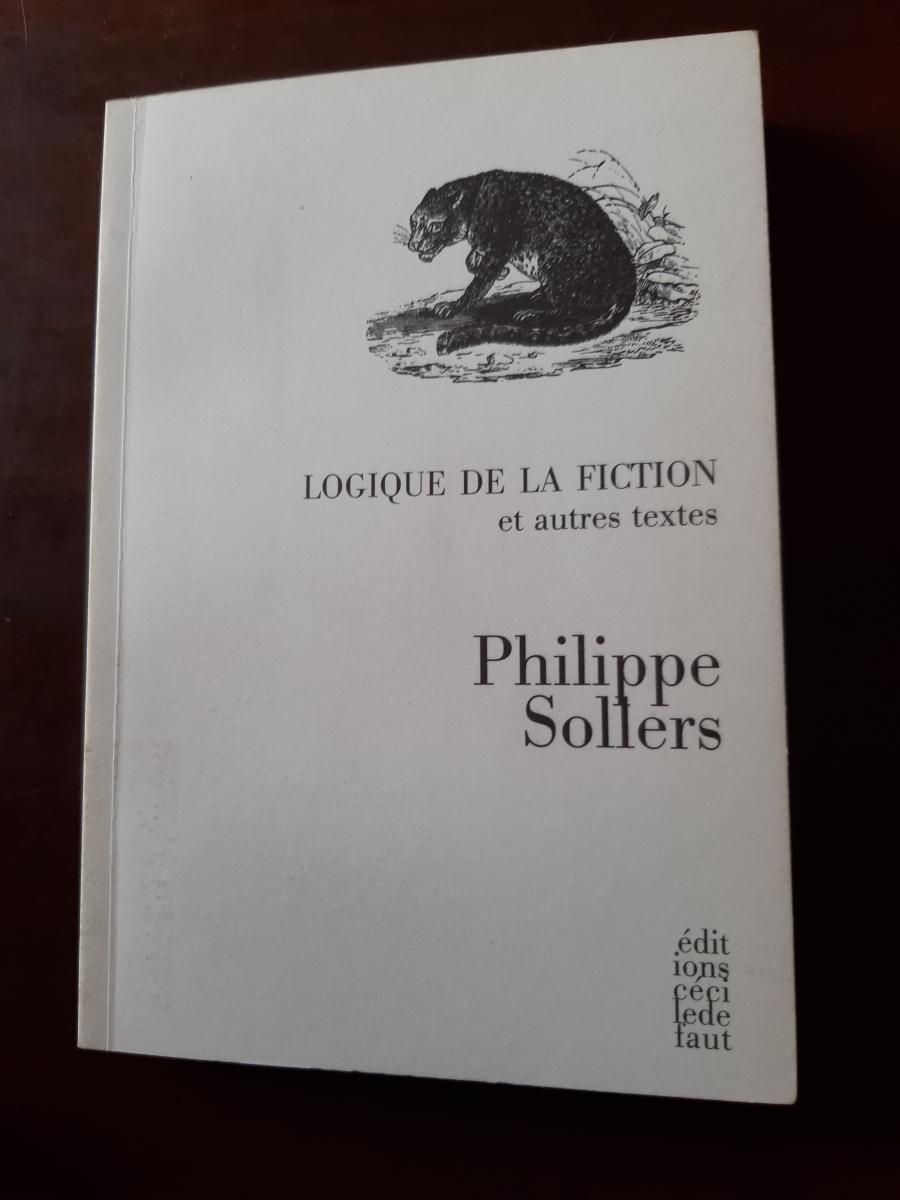 LOGIQUE DE LA FICTION
et autres textes
Philippe
Sollers
édit
ions
céci
lede
faut